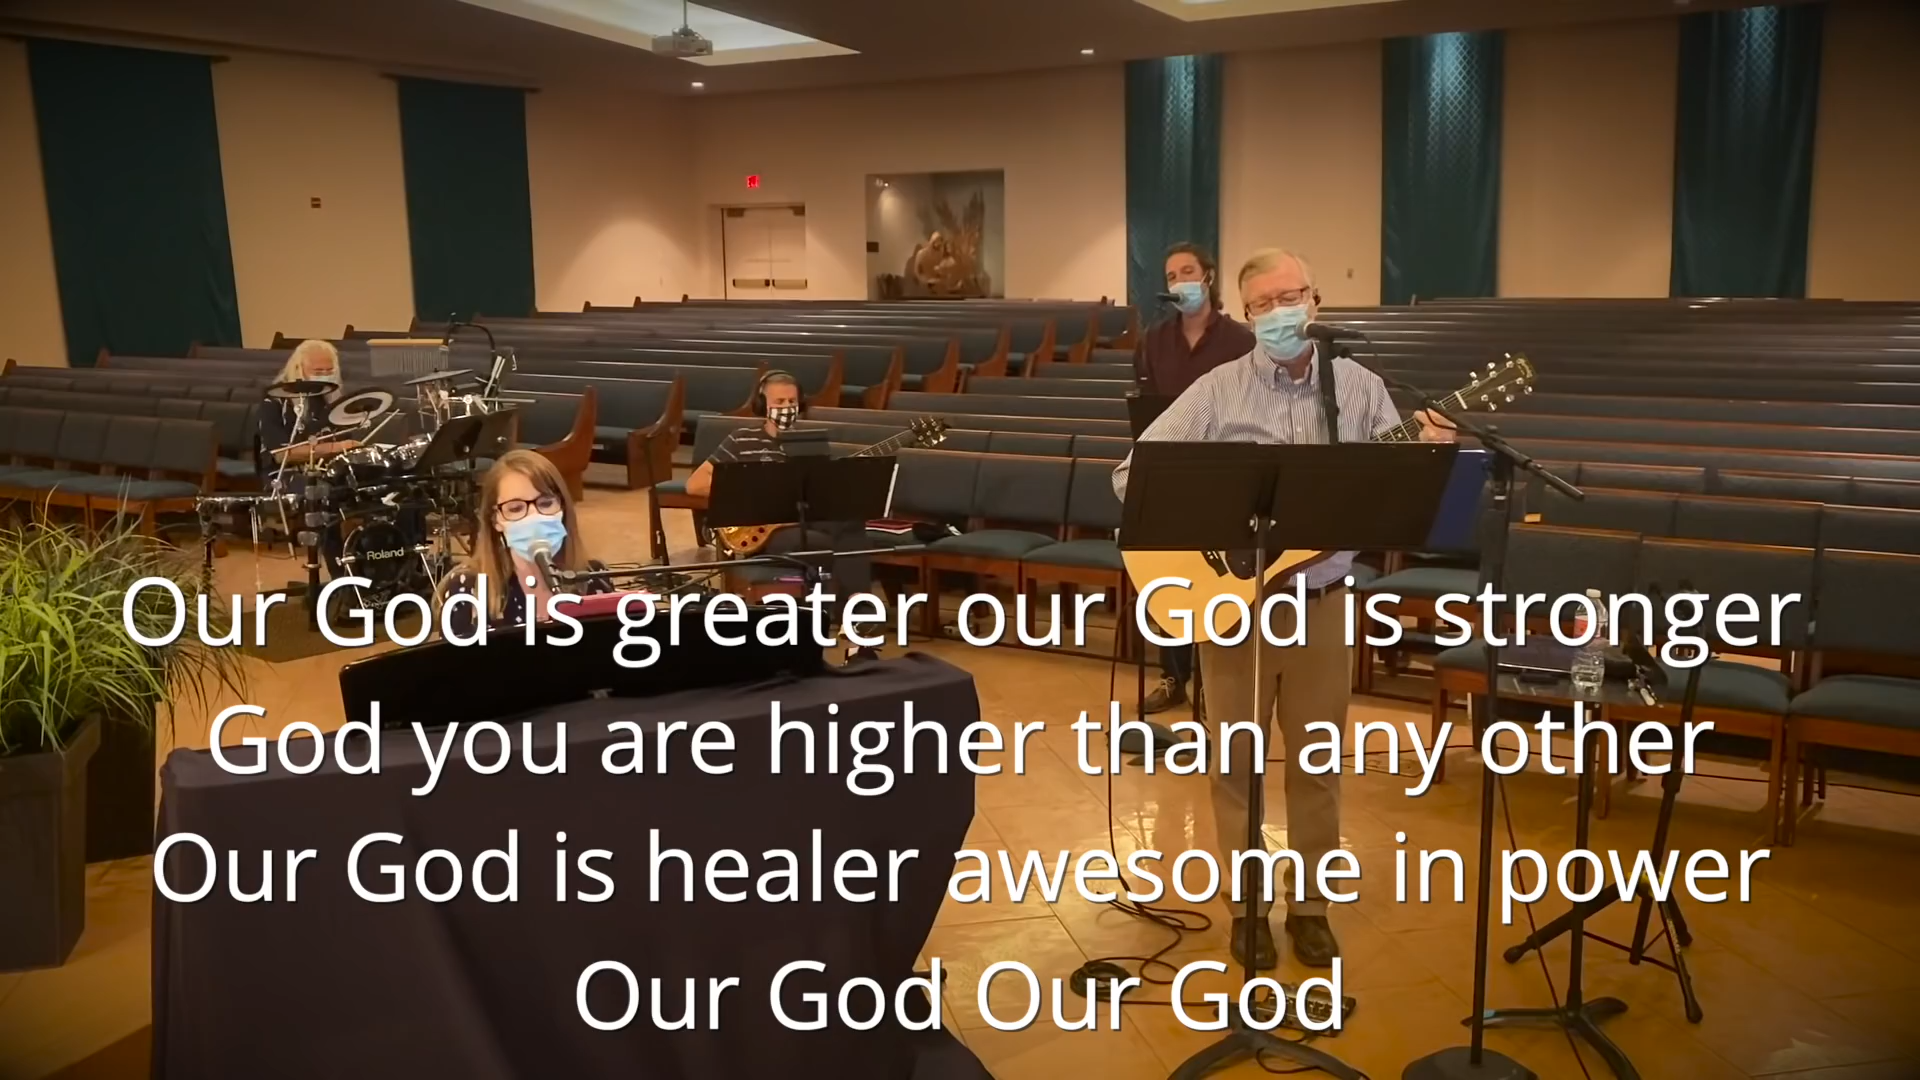 Roland
Our God is greater our God is stronger
God you are higher than any other
Our God is healer awesome in power
Our God Our God